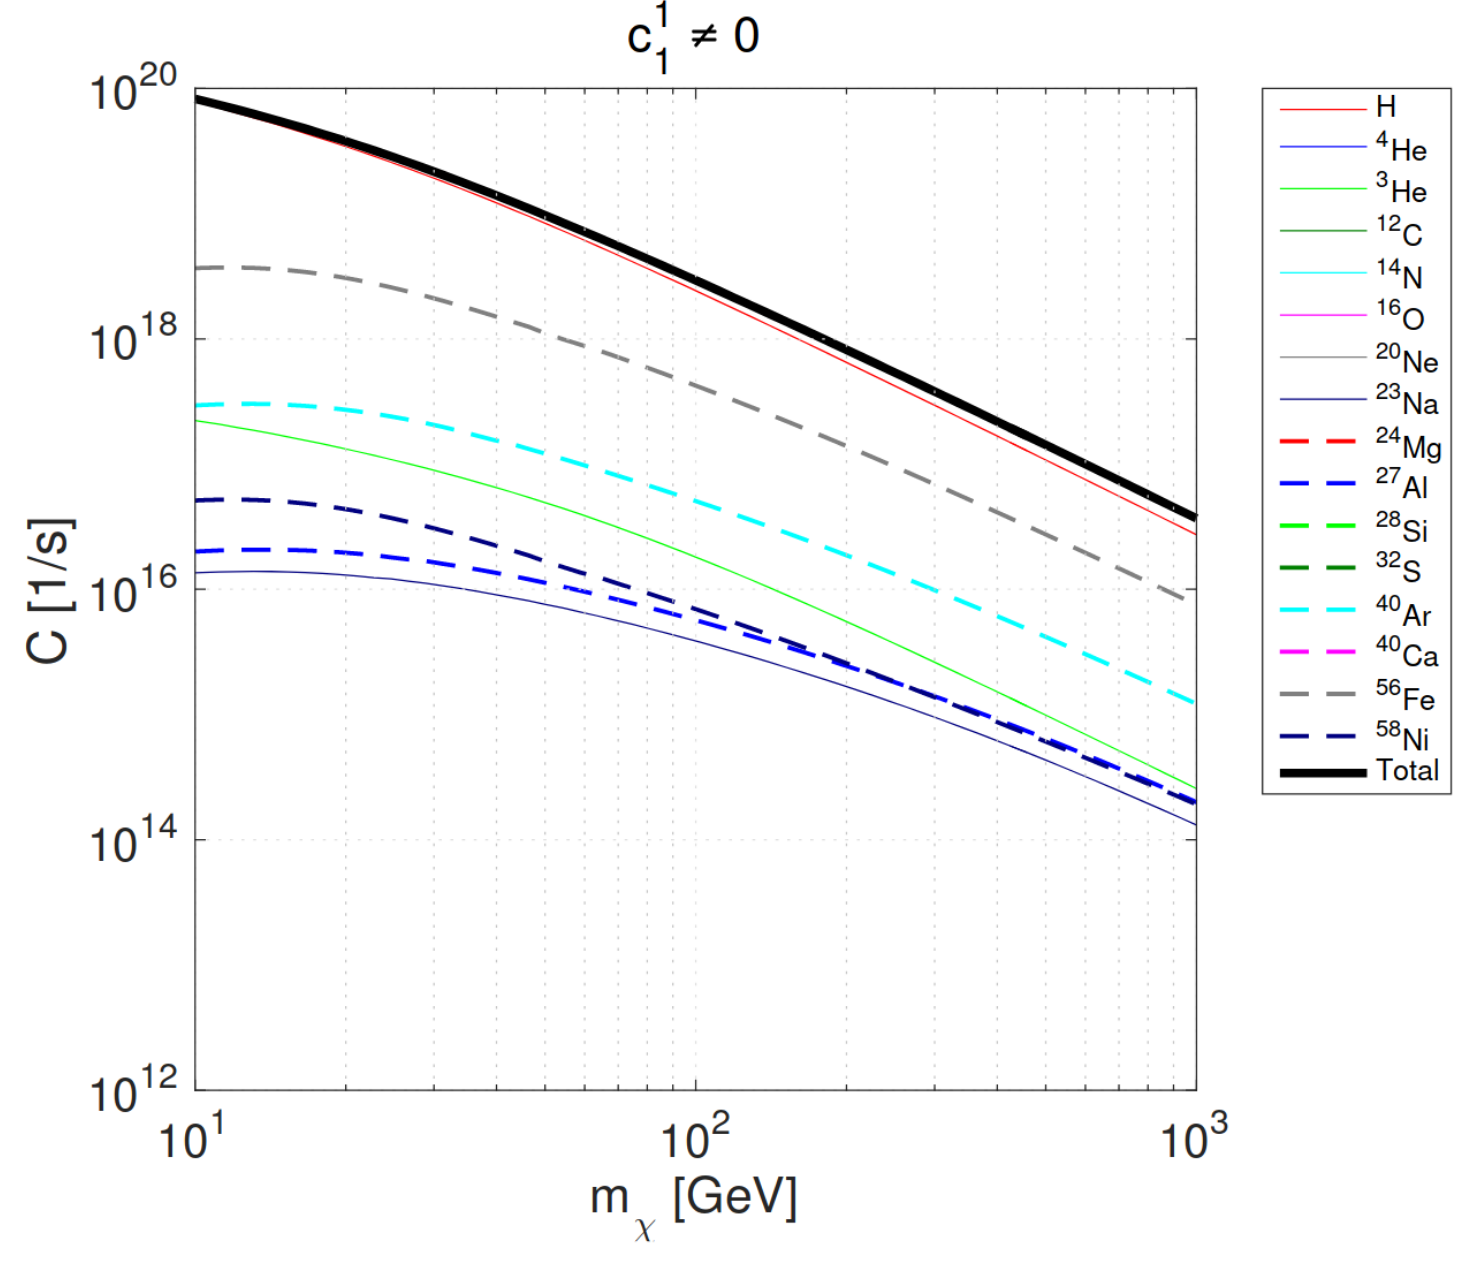 c₁¹ ≠ 0
10²⁰
10¹⁸
10¹⁶
10¹⁴
10¹²
C [1/s]
10¹ 10² 10³
m_χ [GeV]
H
⁴He
³He
¹²C
¹⁴N
¹⁶O
²⁰Ne
²³Na
²⁴Mg
²⁷Al
²⁸Si
³²S
⁴⁰Ar
⁴⁰Ca
⁵⁶Fe
⁵⁸Ni
Total